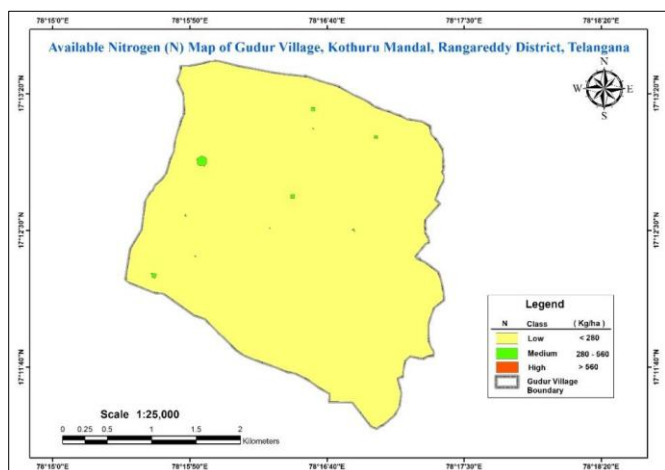 78°15'0"E 78°15'50"E 78°16'40"E 78°17'30"E 78°18'20"E
Available Nitrogen (N) Map of Gudur Village, Kothuru Mandal, Rangareddy District, Telangana
N
W E
S
17°13'20"N 17°13'20"N
17°12'30"N 17°12'30"N
17°11'40"N 17°11'40"N
Legend
N Class (Kg/ha)
Low < 280
Medium 280 - 560
High > 560
Gudur Village
Boundary
Scale 1:25,000
0 0.25 0.5 1 1.5 2
Kilometers
78°15'0"E 78°15'50"E 78°16'40"E 78°17'30"E 78°18'20"E